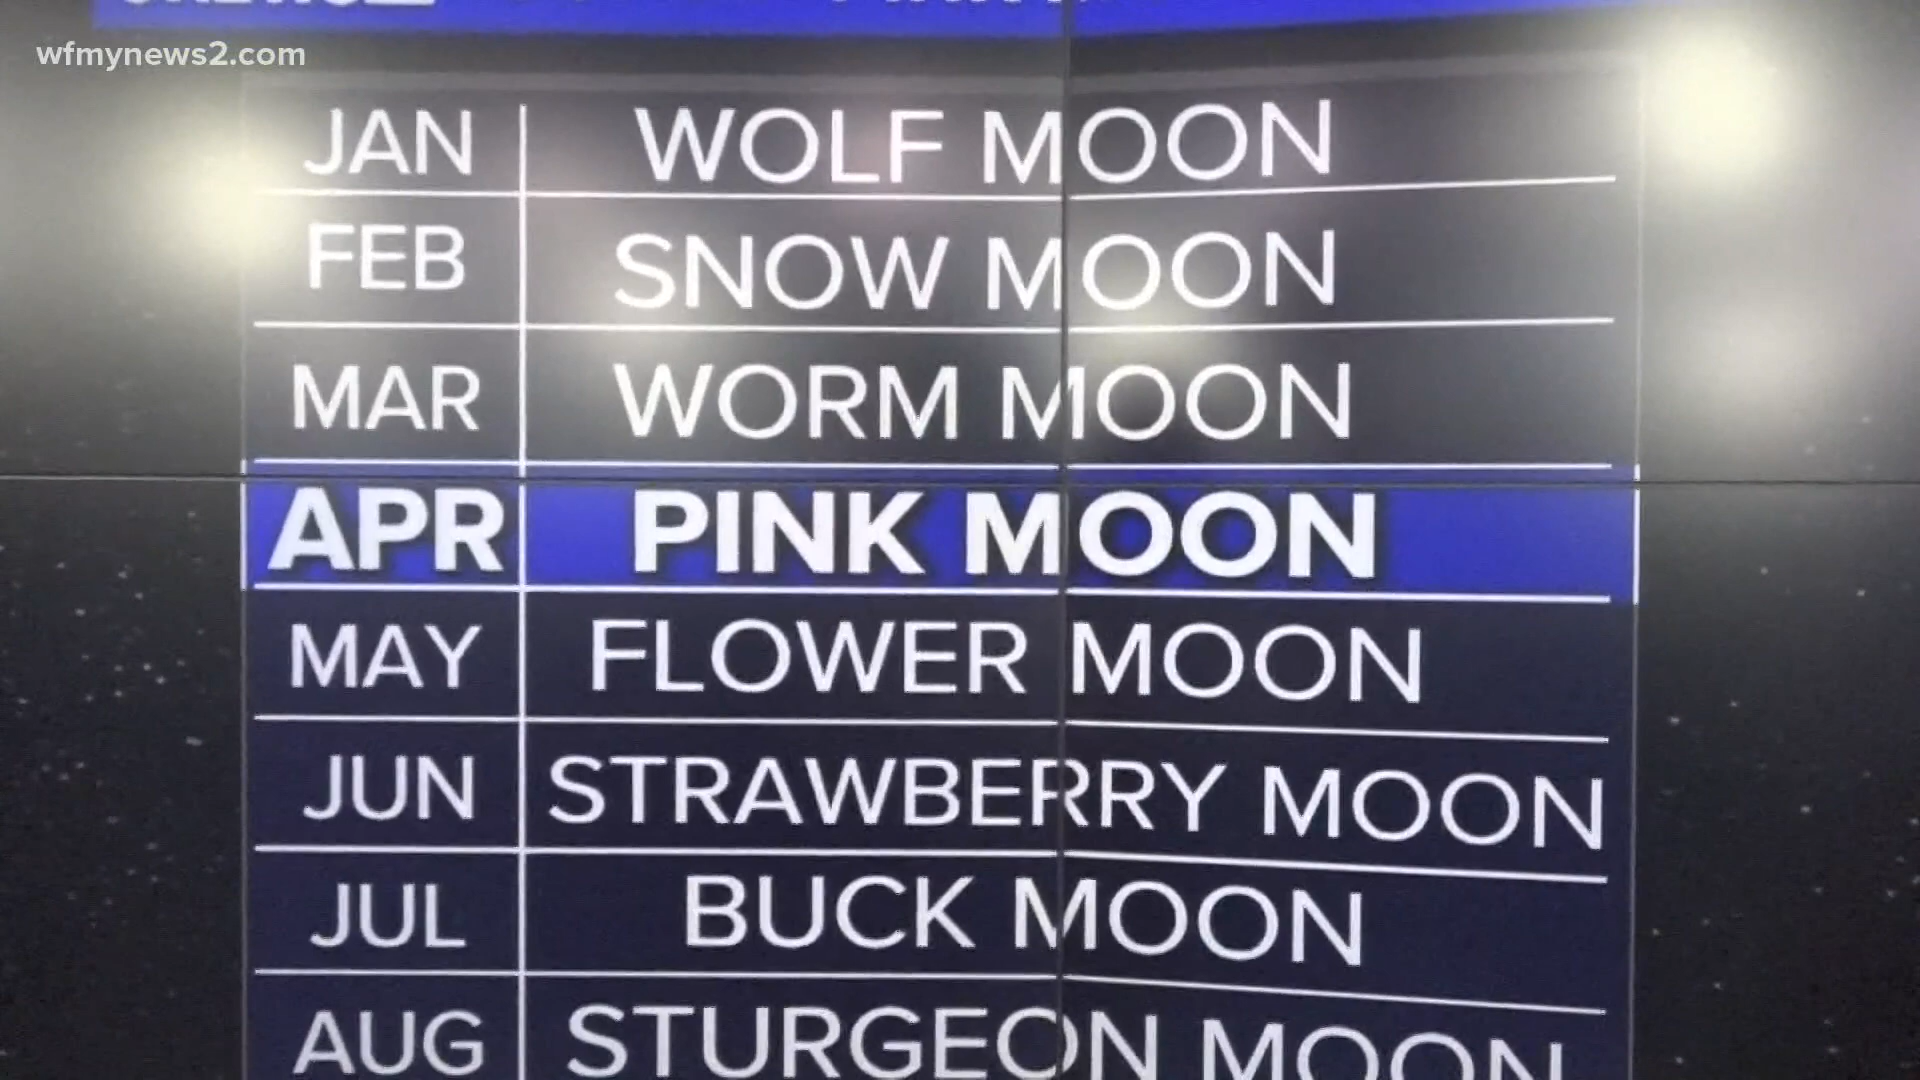 wfmynews2.com
JAN WOLF MOON
FEB SNOW MOON
MAR WORM MOON
APR PINK MOON
MAY FLOWER MOON
JUN STRAWBERRY MOON
JUL BUCK MOON
AUG STURGEON MOON